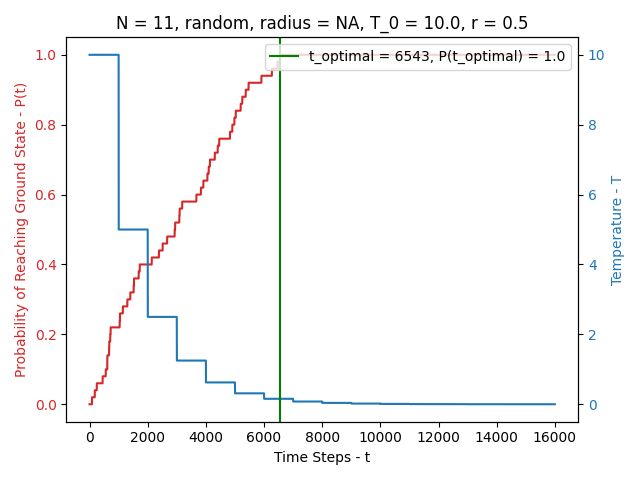 N = 11, random, radius = NA, T_0 = 10.0, r = 0.5
t_optimal = 6543, P(t_optimal) = 1.0
Probability of Reaching Ground State - P(t)
1.0
0.8
0.6
0.4
0.2
0.0
10
8
6
4
2
0
Temperature - T
0 2000 4000 6000 8000 10000 12000 14000 16000
Time Steps - t